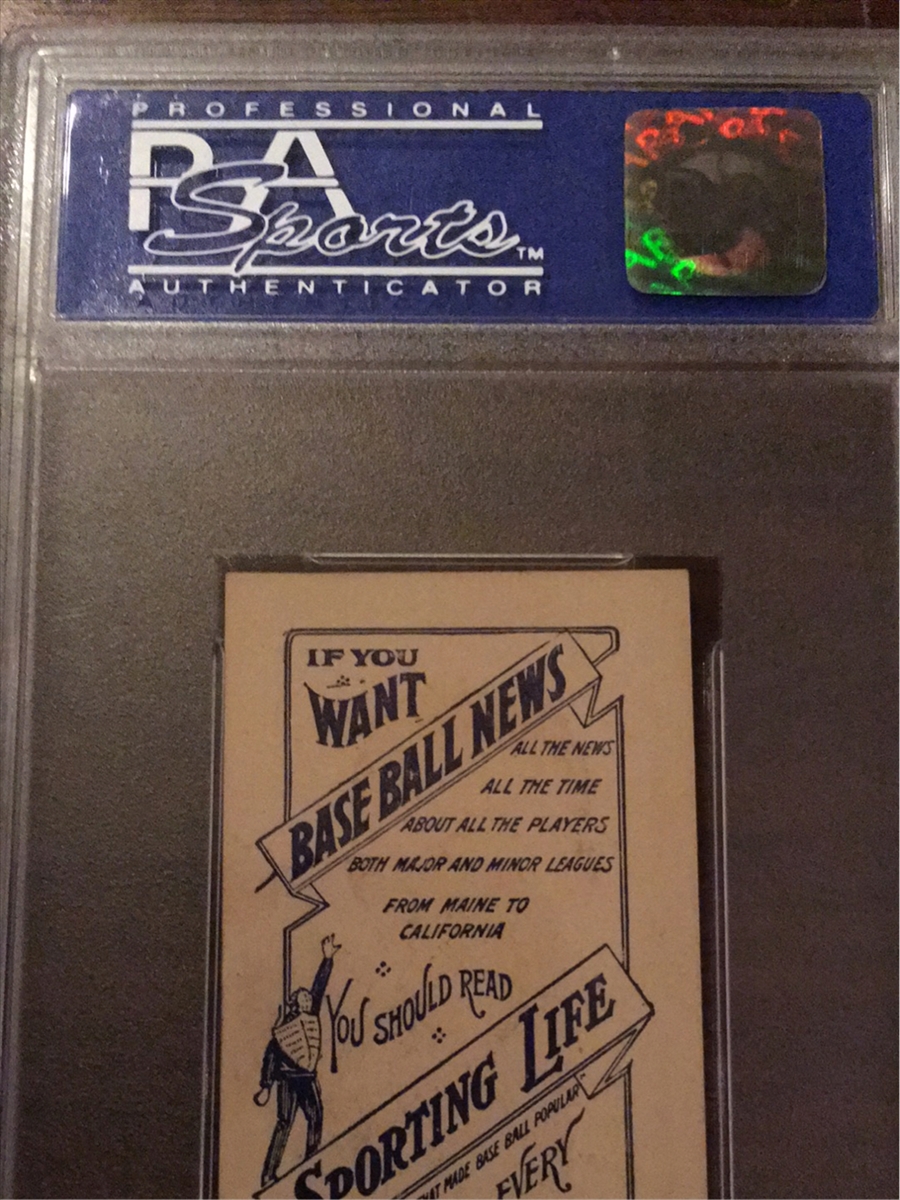 PROFESSIONAL
PSA
Sports™
AUTHENTICATOR
IF YOU
WANT
BASE BALL NEWS
ALL THE NEWS
ALL THE TIME
ABOUT ALL THE PLAYERS
BOTH MAJOR AND MINOR LEAGUES
FROM MAINE TO
CALIFORNIA
YOU SHOULD READ
SPORTING LIFE
THAT MADE BASE BALL POPULAR
EVERY